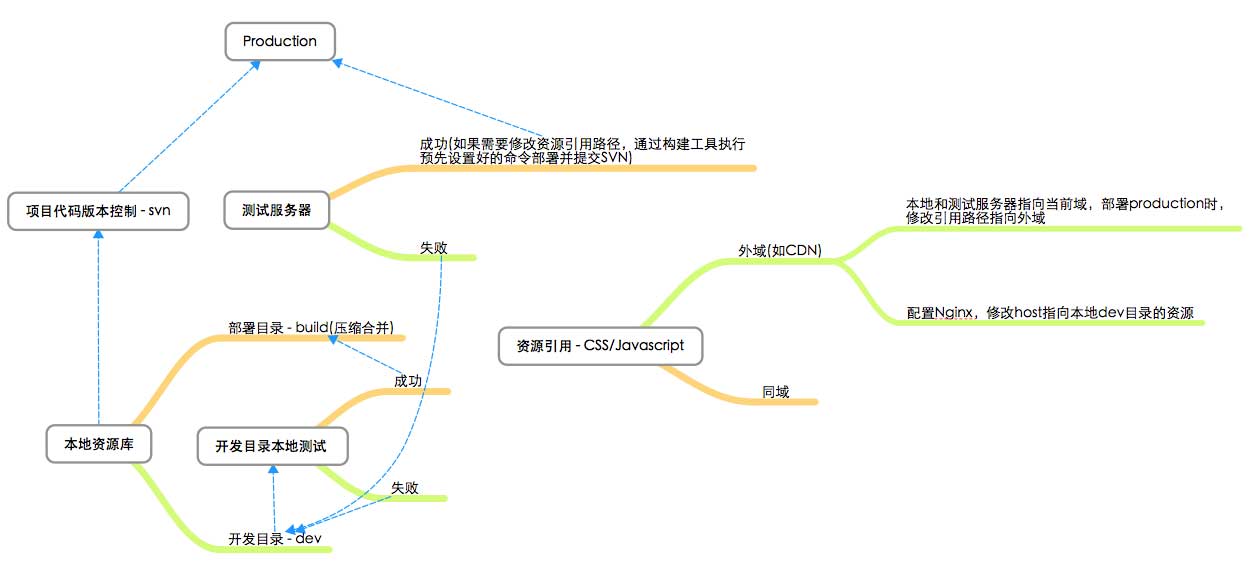 Production
成功(如果需要修改资源引用路径，通过构建工具执行
预先设置好的命令部署并提交SVN)
项目代码版本控制 - svn
测试服务器
失败
部署目录 - build(压缩合并)
成功
本地资源库
开发目录本地测试
失败
开发目录 - dev
本地和测试服务器指向当前域，部署production时，
修改引用路径指向外域
外域(如CDN)
配置Nginx，修改host指向本地dev目录的资源
资源引用 - CSS/Javascript
同域